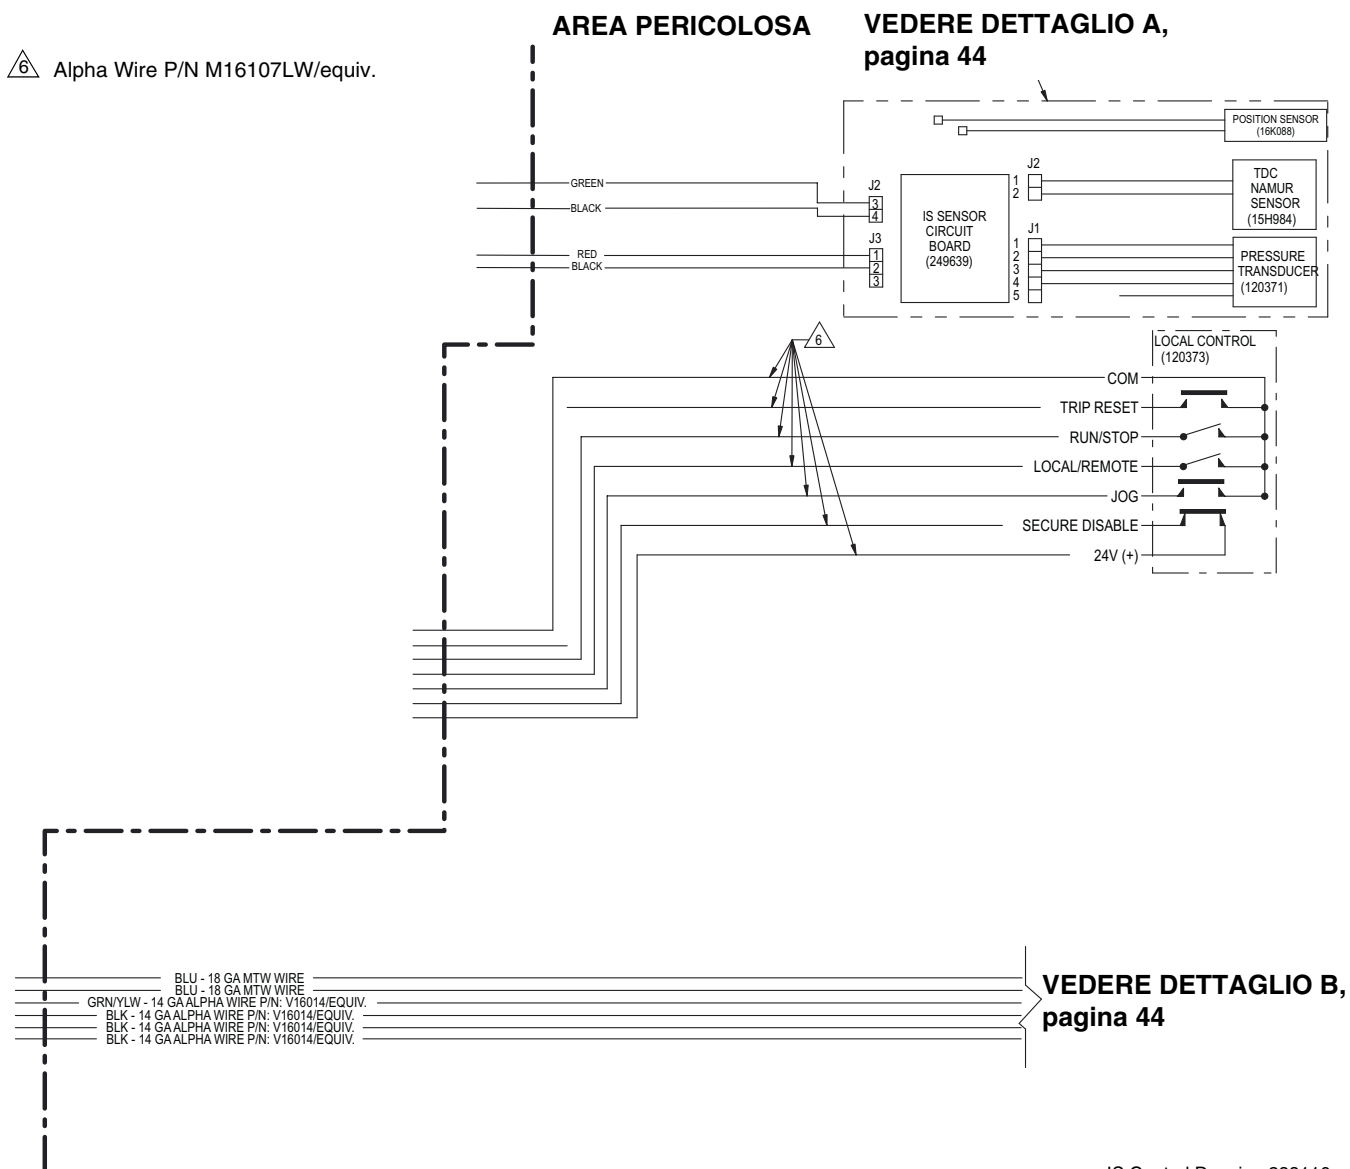 AREA PERICOLOSA
VEDERE DETTAGLIO A,
pagina 44
6 Alpha Wire P/N M16107LW/equiv.
POSITION SENSOR
(16K088)
GREEN
BLACK
RED
BLACK
J2
3
4
J3
1
2
3
IS SENSOR
CIRCUIT
BOARD
(249639)
J2
1
2
J1
1
2
3
4
5
TDC
NAMUR
SENSOR
(15H984)
PRESSURE
TRANSDUCER
(120371)
6
LOCAL CONTROL
(120373)
COM
TRIP RESET
RUN/STOP
LOCAL/REMOTE
JOG
SECURE DISABLE
24V (+)
BLU - 18 GA MTW WIRE
BLU - 18 GA MTW WIRE
GRN/YLW - 14 GA ALPHA WIRE P/N: V16014/EQUIV.
BLK - 14 GA ALPHA WIRE P/N: V16014/EQUIV.
BLK - 14 GA ALPHA WIRE P/N: V16014/EQUIV.
BLK - 14 GA ALPHA WIRE P/N: V16014/EQUIV.
VEDERE DETTAGLIO B,
pagina 44